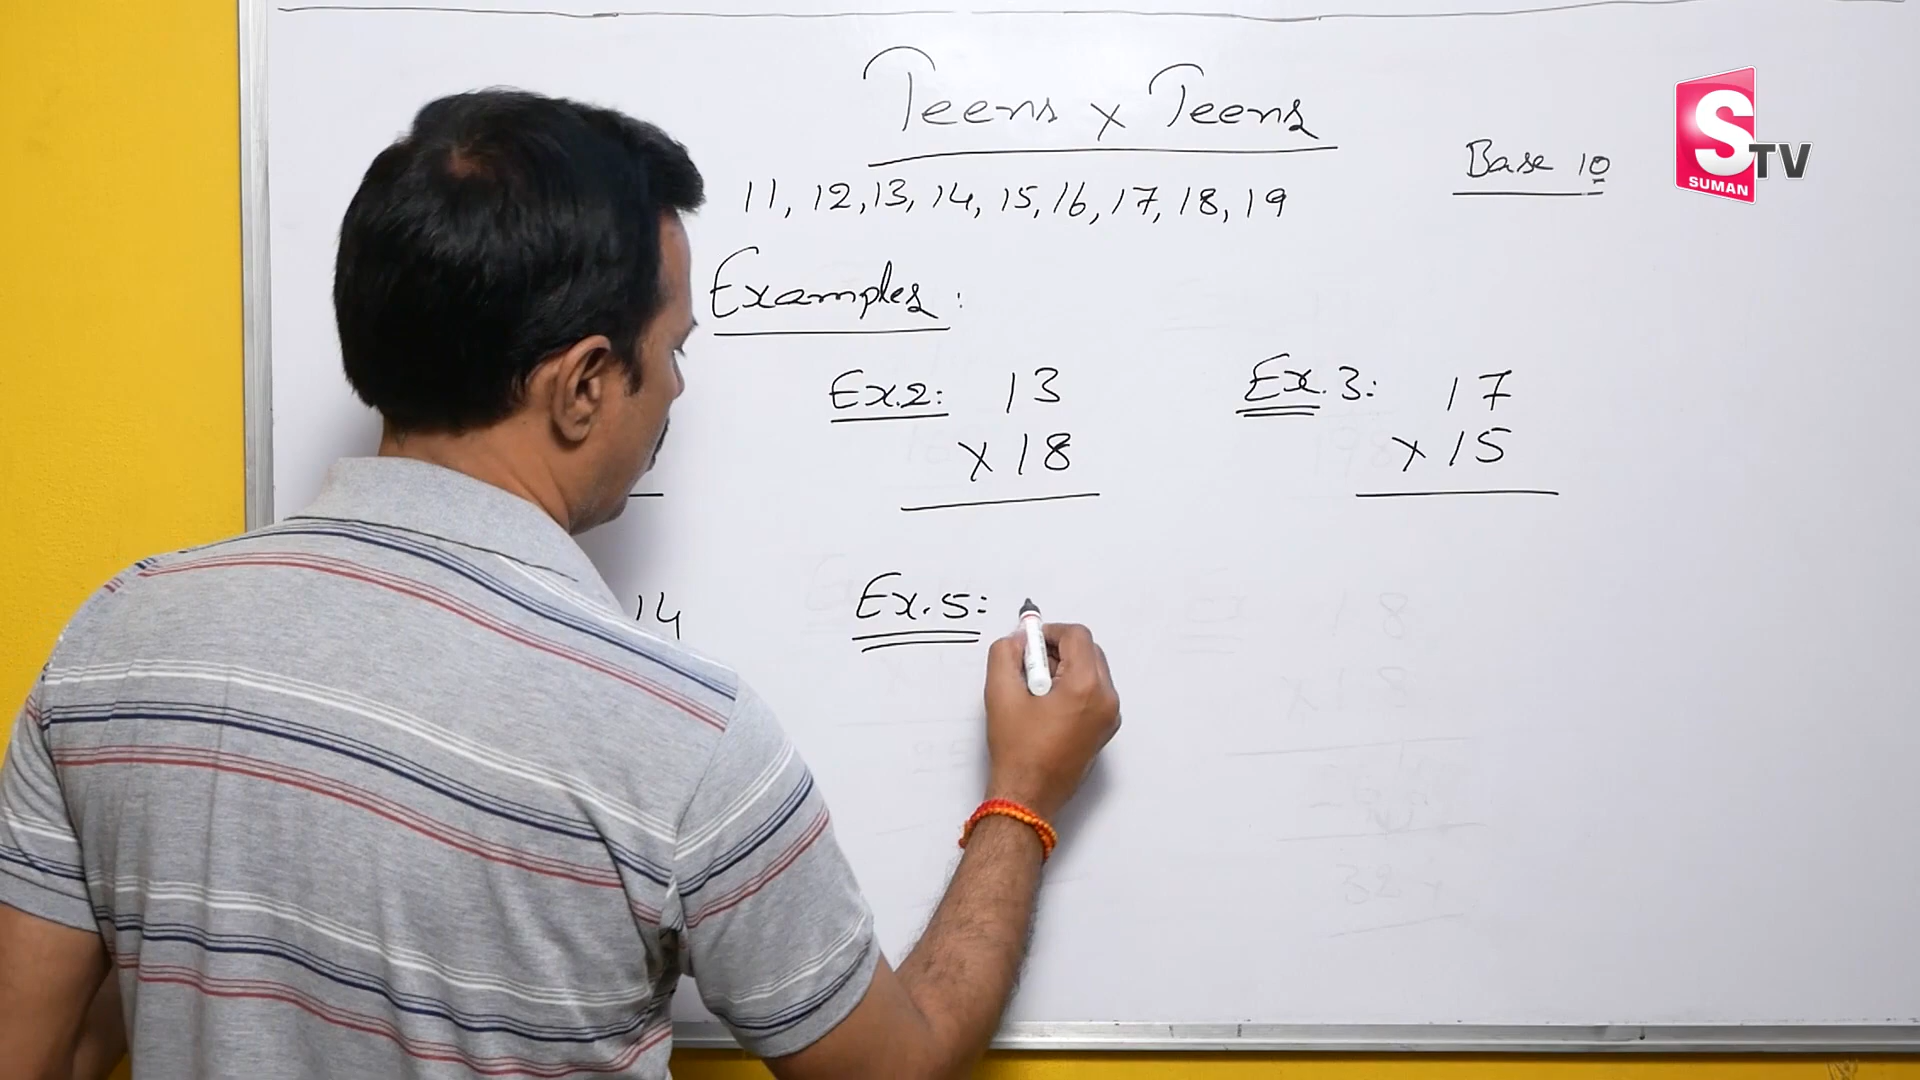 Teens x Teens
Base 10
S TV
SUMAN
11, 12, 13, 14, 15, 16, 17, 18, 19
Examples :
Ex.2: 13
x 18
Ex.3: 17
x 15
14
Ex.5: